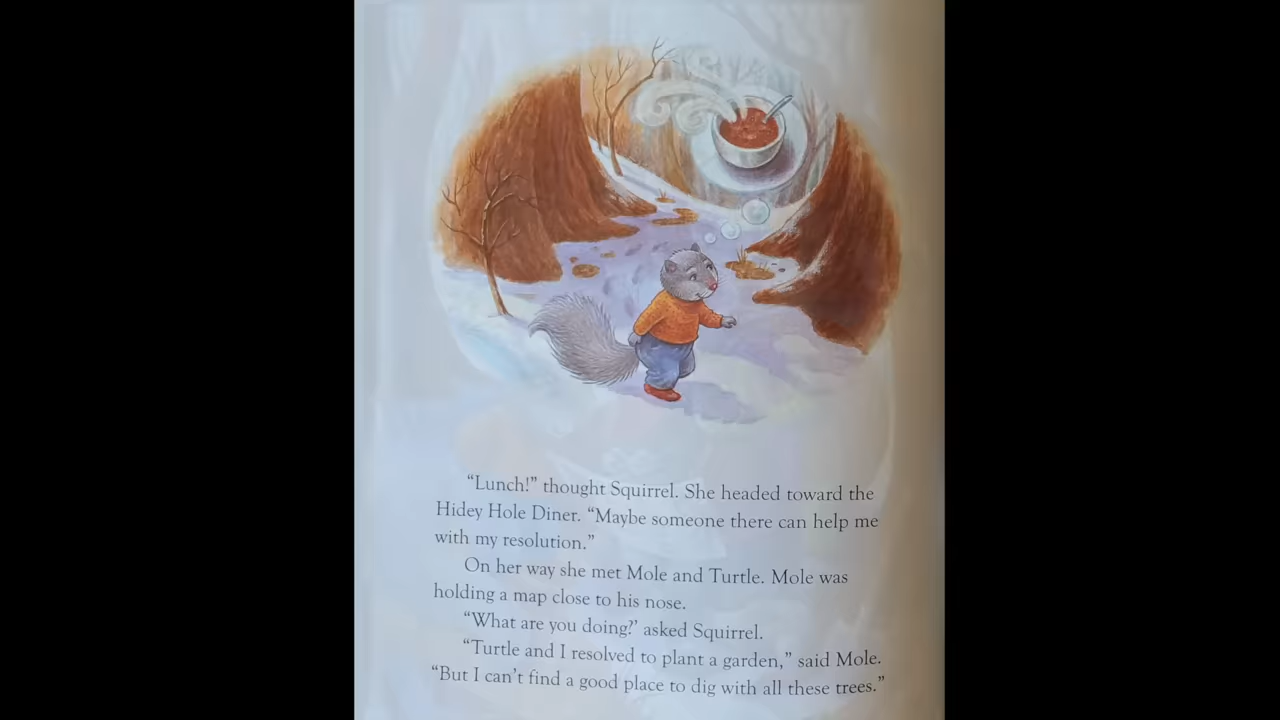 “Lunch!” thought Squirrel. She headed toward the
Hidey Hole Diner. “Maybe someone there can help me
with my resolution.”
On her way she met Mole and Turtle. Mole was
holding a map close to his nose.
“What are you doing?’ asked Squirrel.
“Turtle and I resolved to plant a garden,” said Mole.
“But I can’t find a good place to dig with all these trees.”